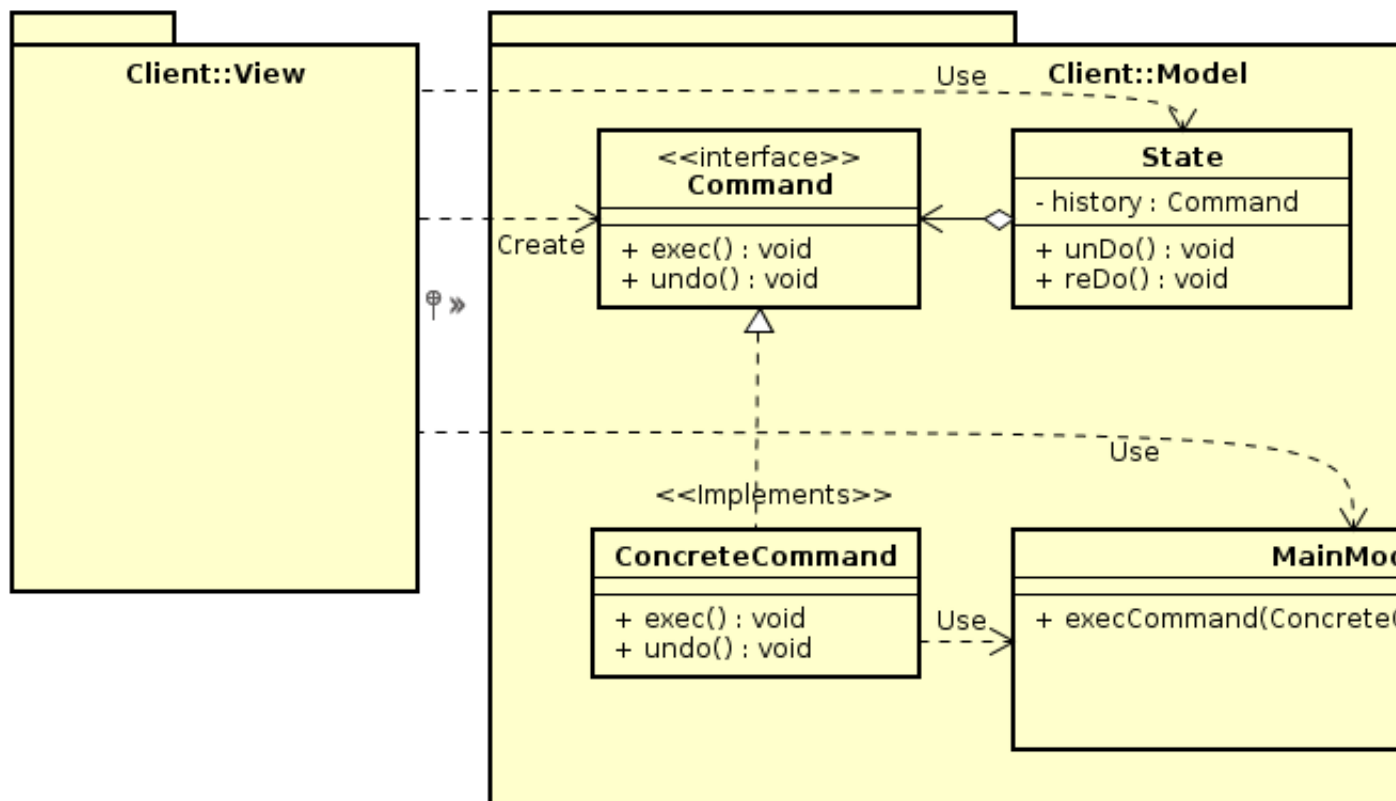 Client::View
Client::Model
Use
<<interface>>
Command
+ exec() : void
+ undo() : void
State
- history : Command
+ unDo() : void
+ reDo() : void
Create
Use
<<Implements>>
ConcreteCommand
+ exec() : void
+ undo() : void
Use
+ execCommand(